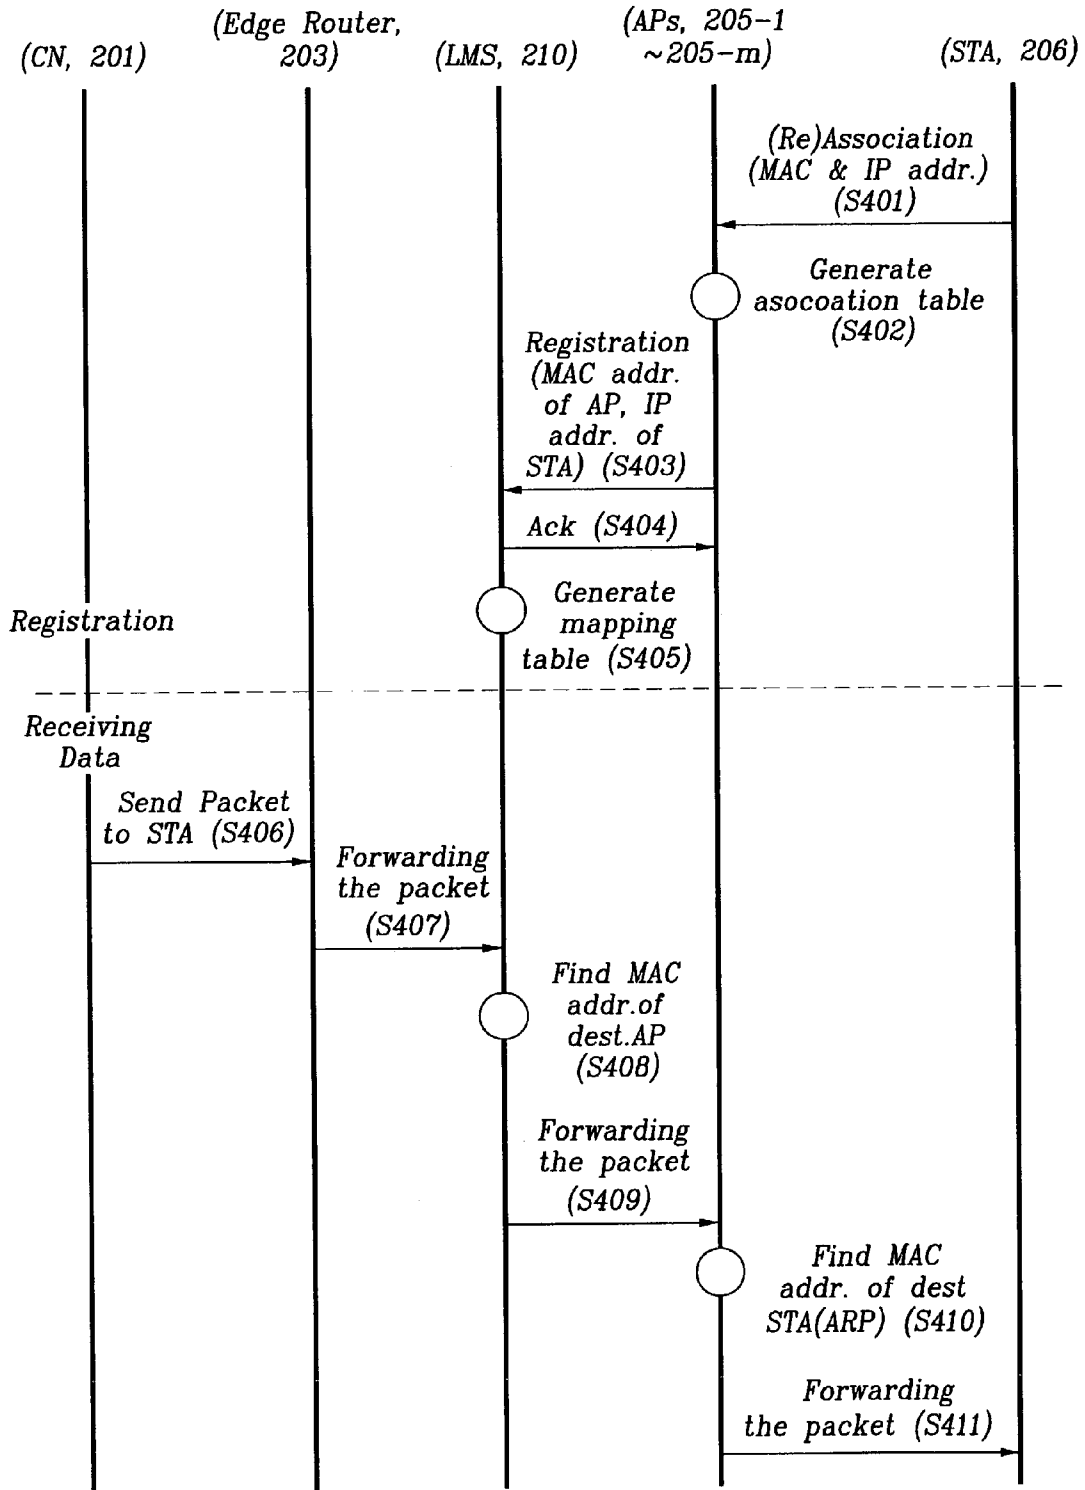 (CN, 201)
(Edge Router,
203)
(LMS, 210)
(APs, 205-1
~205-m)
(STA, 206)
(Re)Association
(MAC & IP addr.)
(S401)
Generate
asocoation table
(S402)
Registration
(MAC addr.
of AP, IP
addr. of
STA) (S403)
Ack (S404)
Generate
mapping
table (S405)
Registration
Receiving
Data
Send Packet
to STA (S406)
Forwarding
the packet
(S407)
Find MAC
addr.of
dest.AP
(S408)
Forwarding
the packet
(S409)
Find MAC
addr. of dest
STA(ARP) (S410)
Forwarding
the packet (S411)